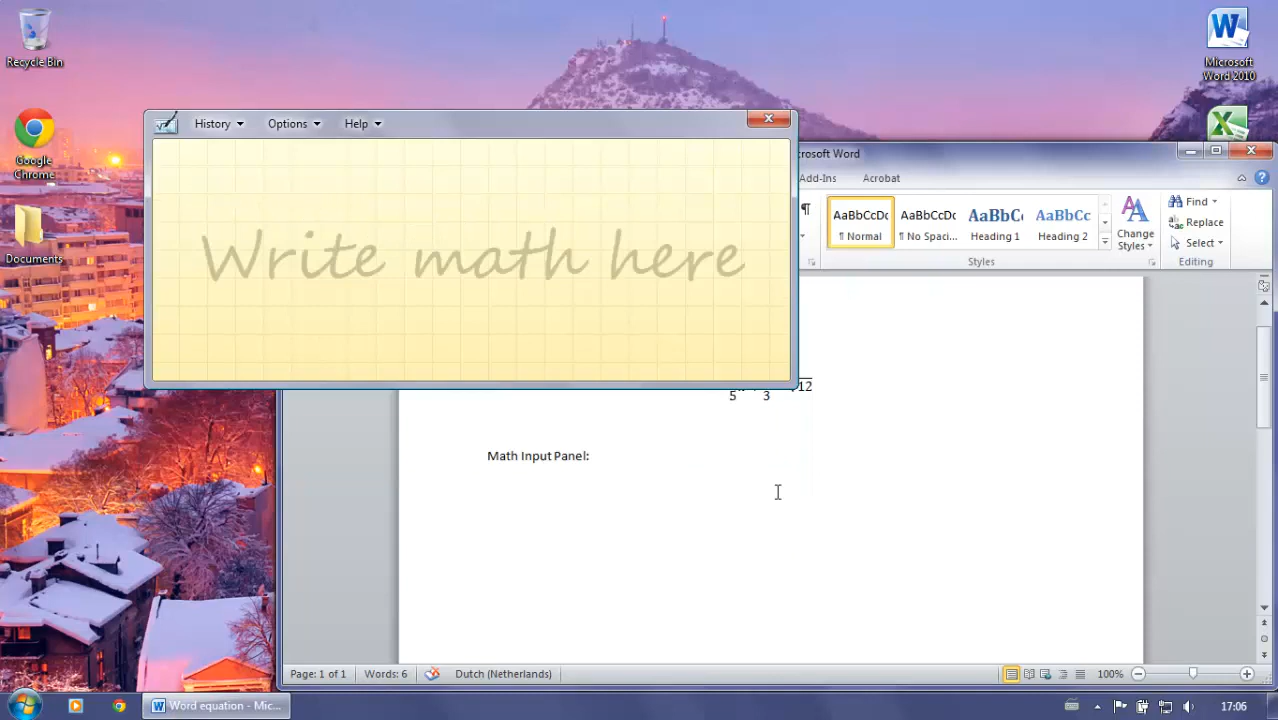 Recycle Bin
Google
Chrome
Documents
Microsoft
Word 2010
History
Options
Help
Write math here
Microsoft Word
Add-Ins
Acrobat
AaBbCcDc
¶ Normal
AaBbCcDc
¶ No Spaci...
AaBbC
Heading 1
AaBbCc
Heading 2
Change
Styles
Find
Replace
Select
Styles
Editing
5 3 12
Math Input Panel:
Page: 1 of 1
Words: 6
Dutch (Netherlands)
100%
Word equation - Mic...
17:06